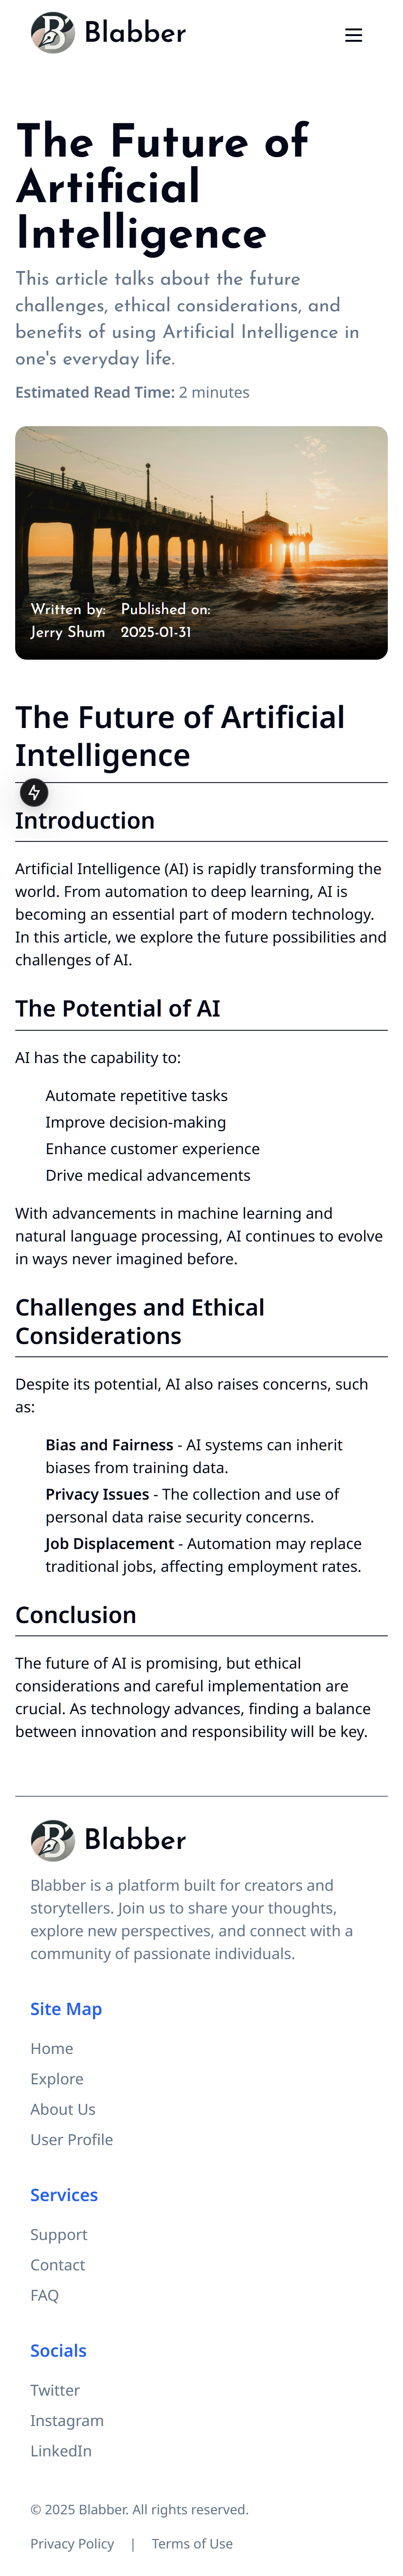 Blabber
The Future of
Artificial
Intelligence
This article talks about the future
challenges, ethical considerations, and
benefits of using Artificial Intelligence in
one's everyday life.
Estimated Read Time: 2 minutes
Written by: Published on:
Jerry Shum 2025-01-31
The Future of Artificial
Intelligence
Introduction
Artificial Intelligence (AI) is rapidly transforming the
world. From automation to deep learning, AI is
becoming an essential part of modern technology.
In this article, we explore the future possibilities and
challenges of AI.
The Potential of AI
AI has the capability to:
Automate repetitive tasks
Improve decision-making
Enhance customer experience
Drive medical advancements
With advancements in machine learning and
natural language processing, AI continues to evolve
in ways never imagined before.
Challenges and Ethical
Considerations
Despite its potential, AI also raises concerns, such
as:
Bias and Fairness - AI systems can inherit
biases from training data.
Privacy Issues - The collection and use of
personal data raise security concerns.
Job Displacement - Automation may replace
traditional jobs, affecting employment rates.
Conclusion
The future of AI is promising, but ethical
considerations and careful implementation are
crucial. As technology advances, finding a balance
between innovation and responsibility will be key.
Blabber
Blabber is a platform built for creators and
storytellers. Join us to share your thoughts,
explore new perspectives, and connect with a
community of passionate individuals.
Site Map
Home
Explore
About Us
User Profile
Services
Support
Contact
FAQ
Socials
Twitter
Instagram
LinkedIn
© 2025 Blabber. All rights reserved.
Privacy Policy | Terms of Use